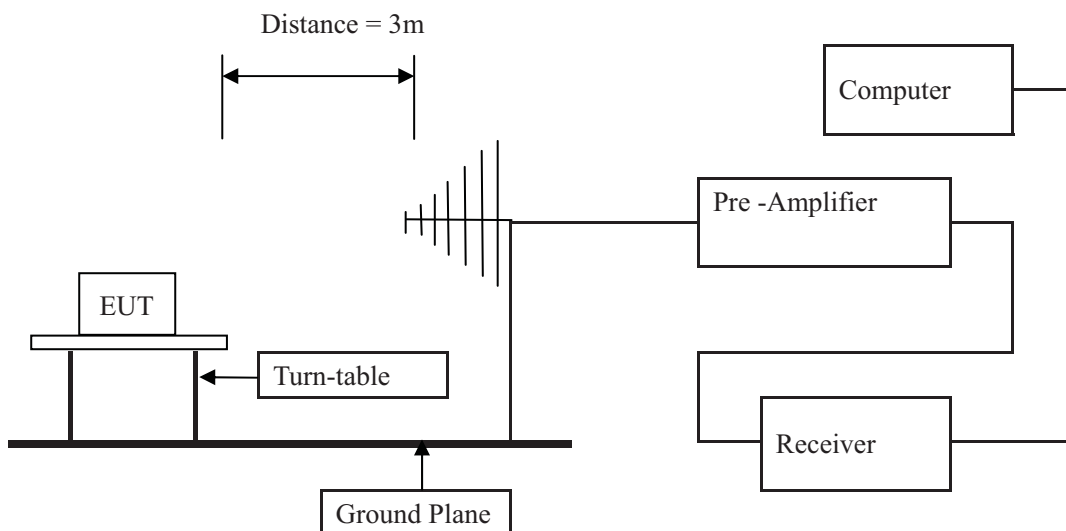 Distance = 3m
Computer
Pre -Amplifier
EUT
Turn-table
Receiver
Ground Plane